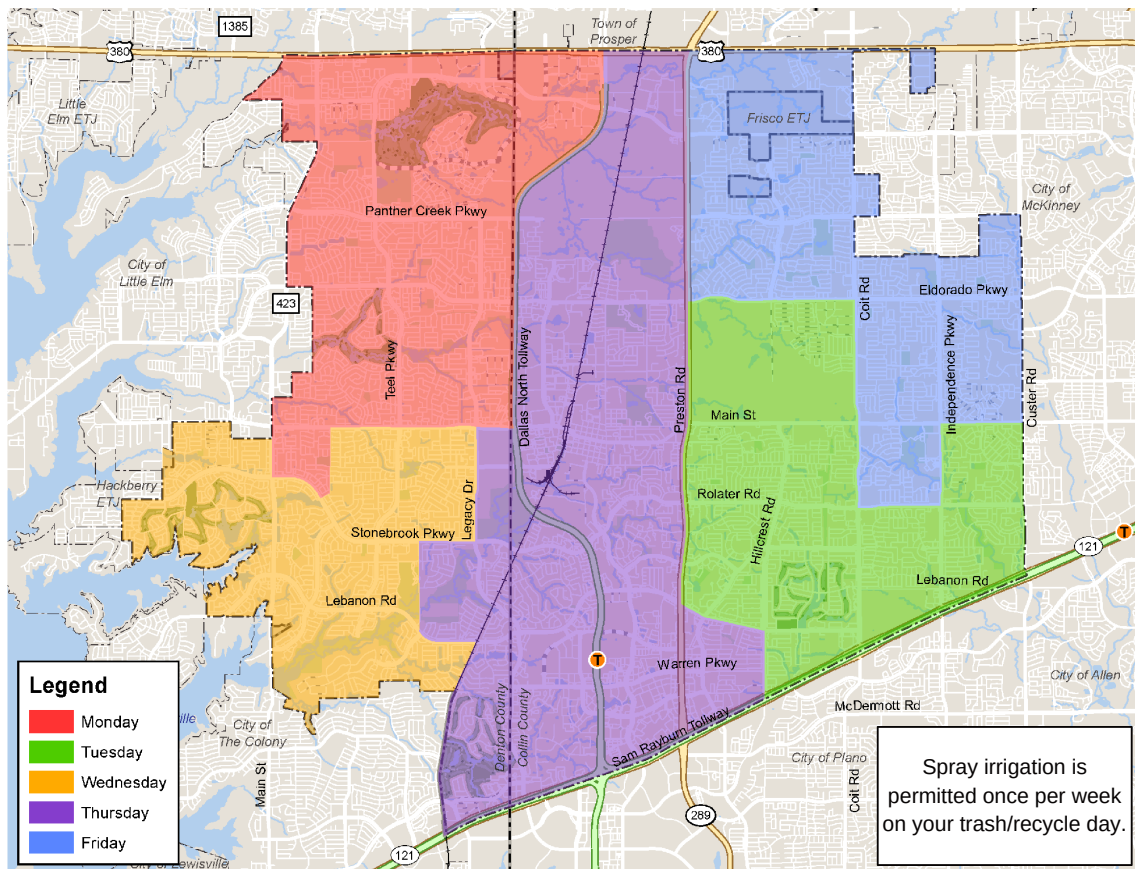 1385
Town of
Prosper
380
380
Little
Elm ETJ
Frisco ETJ
City of
McKinney
Panther Creek Pkwy
City of
Little Elm
423
Coit Rd
Eldorado Pkwy
Independence Pkwy
Custer Rd
Teel Pkwy
Dallas North Tollway
Preston Rd
Main St
Hackberry
ETJ
Legacy Dr
Rolater Rd
Hillcrest Rd
Stonebrook Pkwy
121
T
Lebanon Rd
Lebanon Rd
T
Warren Pkwy
City of Allen
McDermott Rd
Denton County
Collin County
Sam Rayburn Tollway
City of
The Colony
Main St
City of Plano
Coit Rd
289
121
City of Lewisville
Legend
Monday
Tuesday
Wednesday
Thursday
Friday
Spray irrigation is
permitted once per week
on your trash/recycle day.